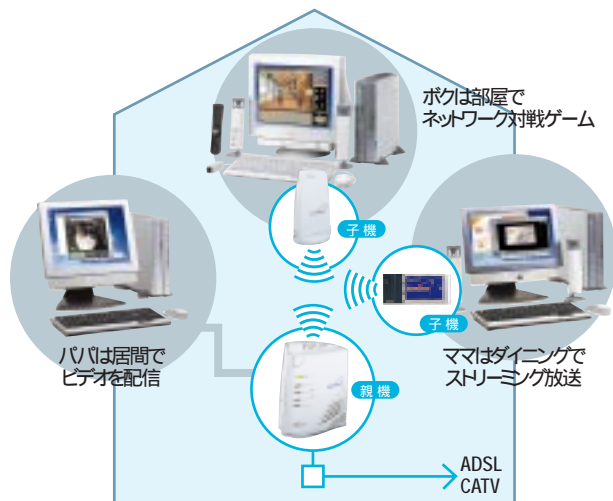 ボクは部屋で
ネットワーク対戦ゲーム
子機
子機
パパは居間で
ビデオを配信
ママはダイニングで
ストリーミング放送
親機
ADSL
CATV